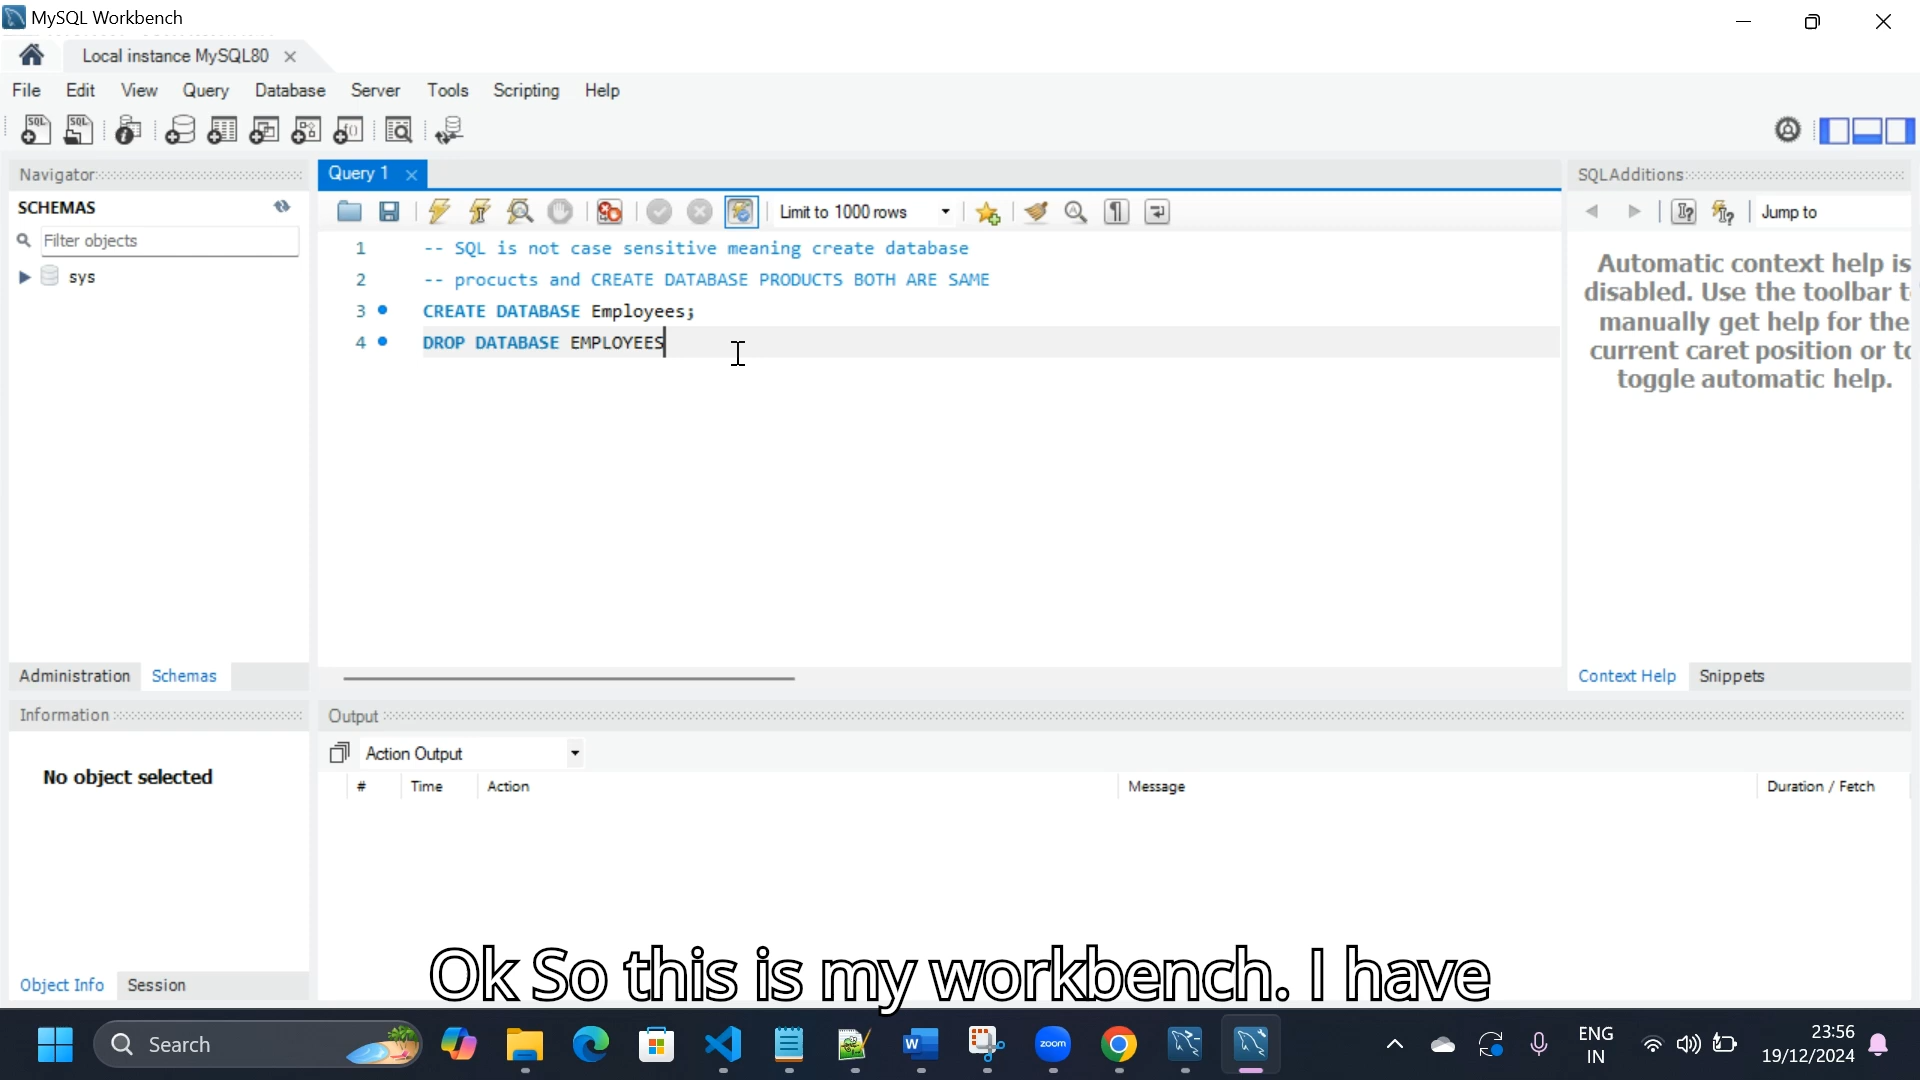 MySQL Workbench
Local instance MySQL80
File Edit View Query Database Server Tools Scripting Help
Navigator
Query 1
SQLAdditions
SCHEMAS
Limit to 1000 rows
Jump to
Filter objects
sys
1 -- SQL is not case sensitive meaning create database
2 -- procucts and CREATE DATABASE PRODUCTS BOTH ARE SAME
3 CREATE DATABASE Employees;
4 DROP DATABASE EMPLOYEES
Automatic context help is
disabled. Use the toolbar t
manually get help for the
current caret position or to
toggle automatic help.
Administration Schemas
Context Help Snippets
Information
Output
Action Output
No object selected
# Time Action Message Duration / Fetch
Object Info Session
Ok So this is my workbench. I have
Search
zoom
ENG
IN
23:56
19/12/2024